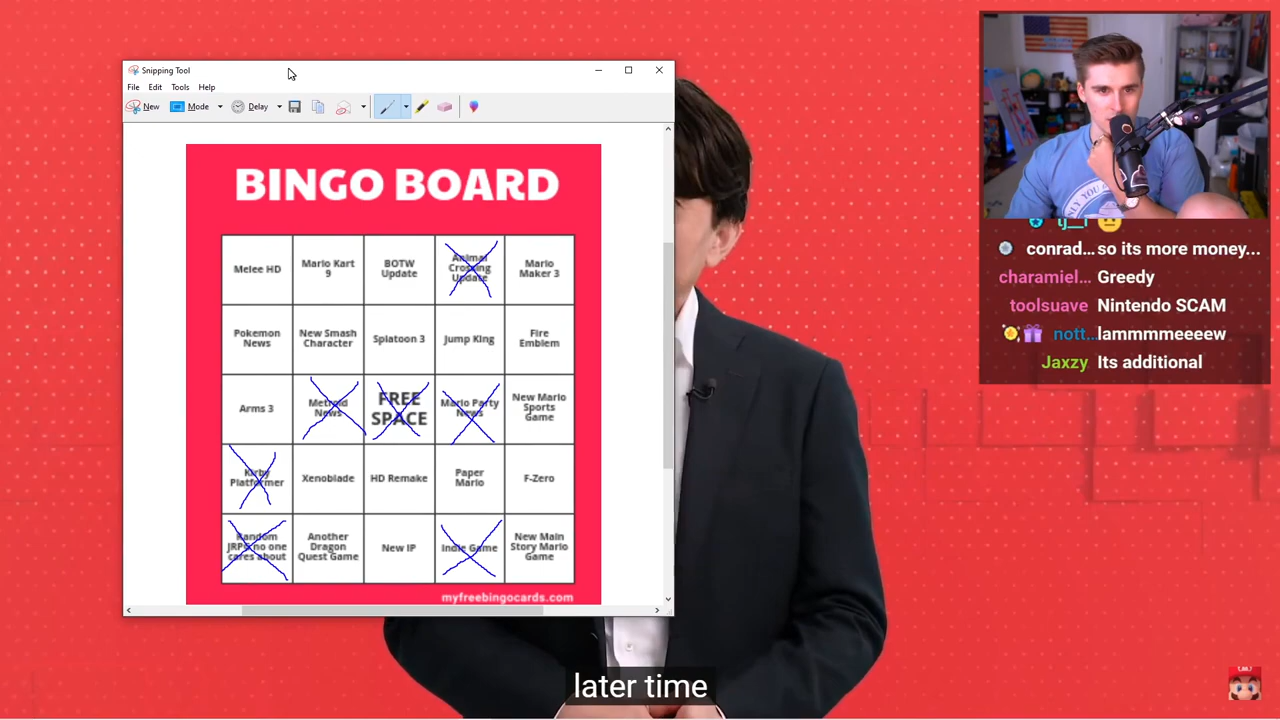 Snipping Tool
File Edit Tools Help
New Mode Delay
BINGO BOARD
Melee HD
Mario Kart
9
BOTW
Update
Animal
Crossing
Update
Mario
Maker 3
Pokemon
News
New Smash
Character
Splatoon 3
Jump King
Fire
Emblem
Arms 3
Metroid
News
FREE
SPACE
Mario Party
News
New Mario
Sports
Game
Kirby
Platformer
Xenoblade
HD Remake
Paper
Mario
F-Zero
Random
JRPG no one
cares about
Another
Dragon
Quest Game
New IP
Indie Game
New Main
Story Mario
Game
myfreebingocards.com
conrad... so its more money...
charamiel... Greedy
toolsuave Nintendo SCAM
nott... lammmmeeeew
Jaxzy Its additional
later time